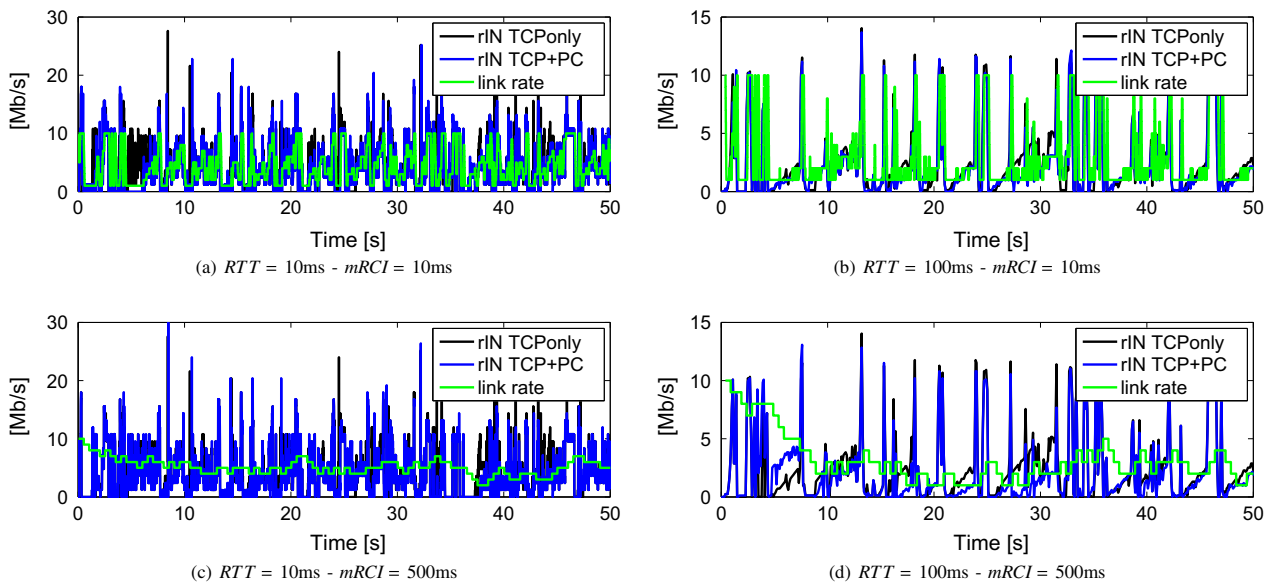 30
20
10
0
[Mb/s]
0 10 20 30 40 50
Time [s]
rIN TCPonly
rIN TCP+PC
link rate
(a) RTT = 10ms - mRCI = 10ms
15
10
5
0
[Mb/s]
0 10 20 30 40 50
Time [s]
rIN TCPonly
rIN TCP+PC
link rate
(b) RTT = 100ms - mRCI = 10ms
30
20
10
0
[Mb/s]
0 10 20 30 40 50
Time [s]
rIN TCPonly
rIN TCP+PC
link rate
(c) RTT = 10ms - mRCI = 500ms
15
10
5
0
[Mb/s]
0 10 20 30 40 50
Time [s]
rIN TCPonly
rIN TCP+PC
link rate
(d) RTT = 100ms - mRCI = 500ms